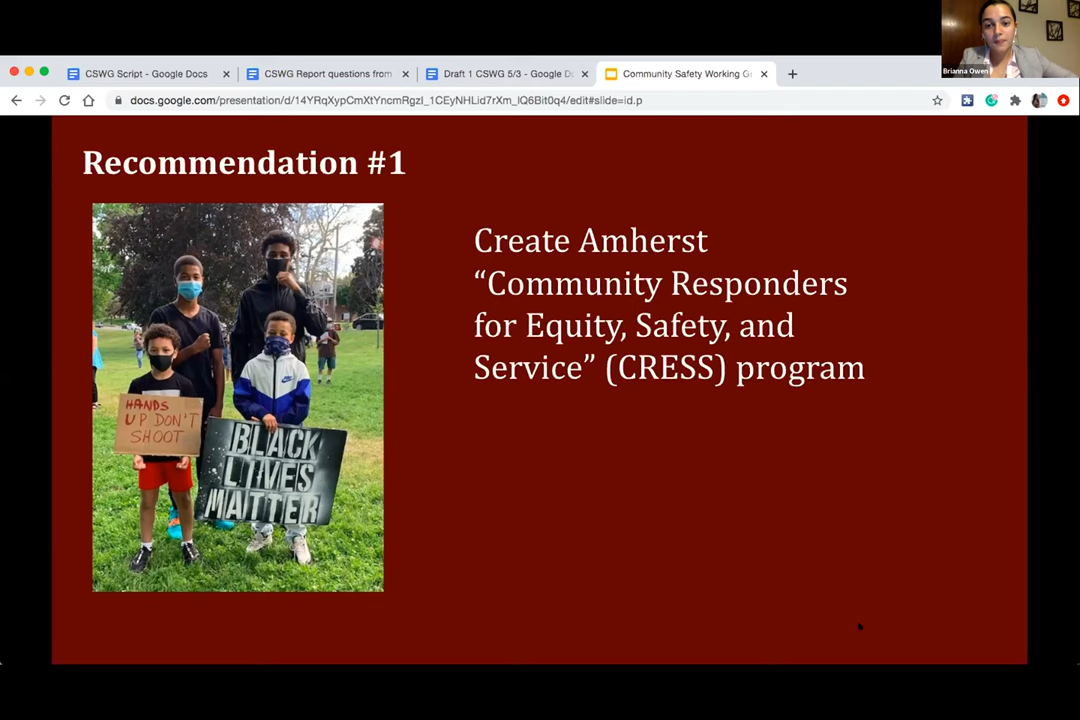 Brianna Owen
CSWG Script - Google Docs
CSWG Report questions from
Draft 1 CSWG 5/3 - Google Do
Community Safety Working Gr
docs.google.com/presentation/d/14YRqXypCmXtYncmRgzI_1CEyNHLid7rXm_lQ6Bit0q4/edit#slide=id.p
Recommendation #1
HANDS
UP DON'T
SHOOT
BLACK
LIVES
MATTER
Create Amherst
“Community Responders
for Equity, Safety, and
Service” (CRESS) program